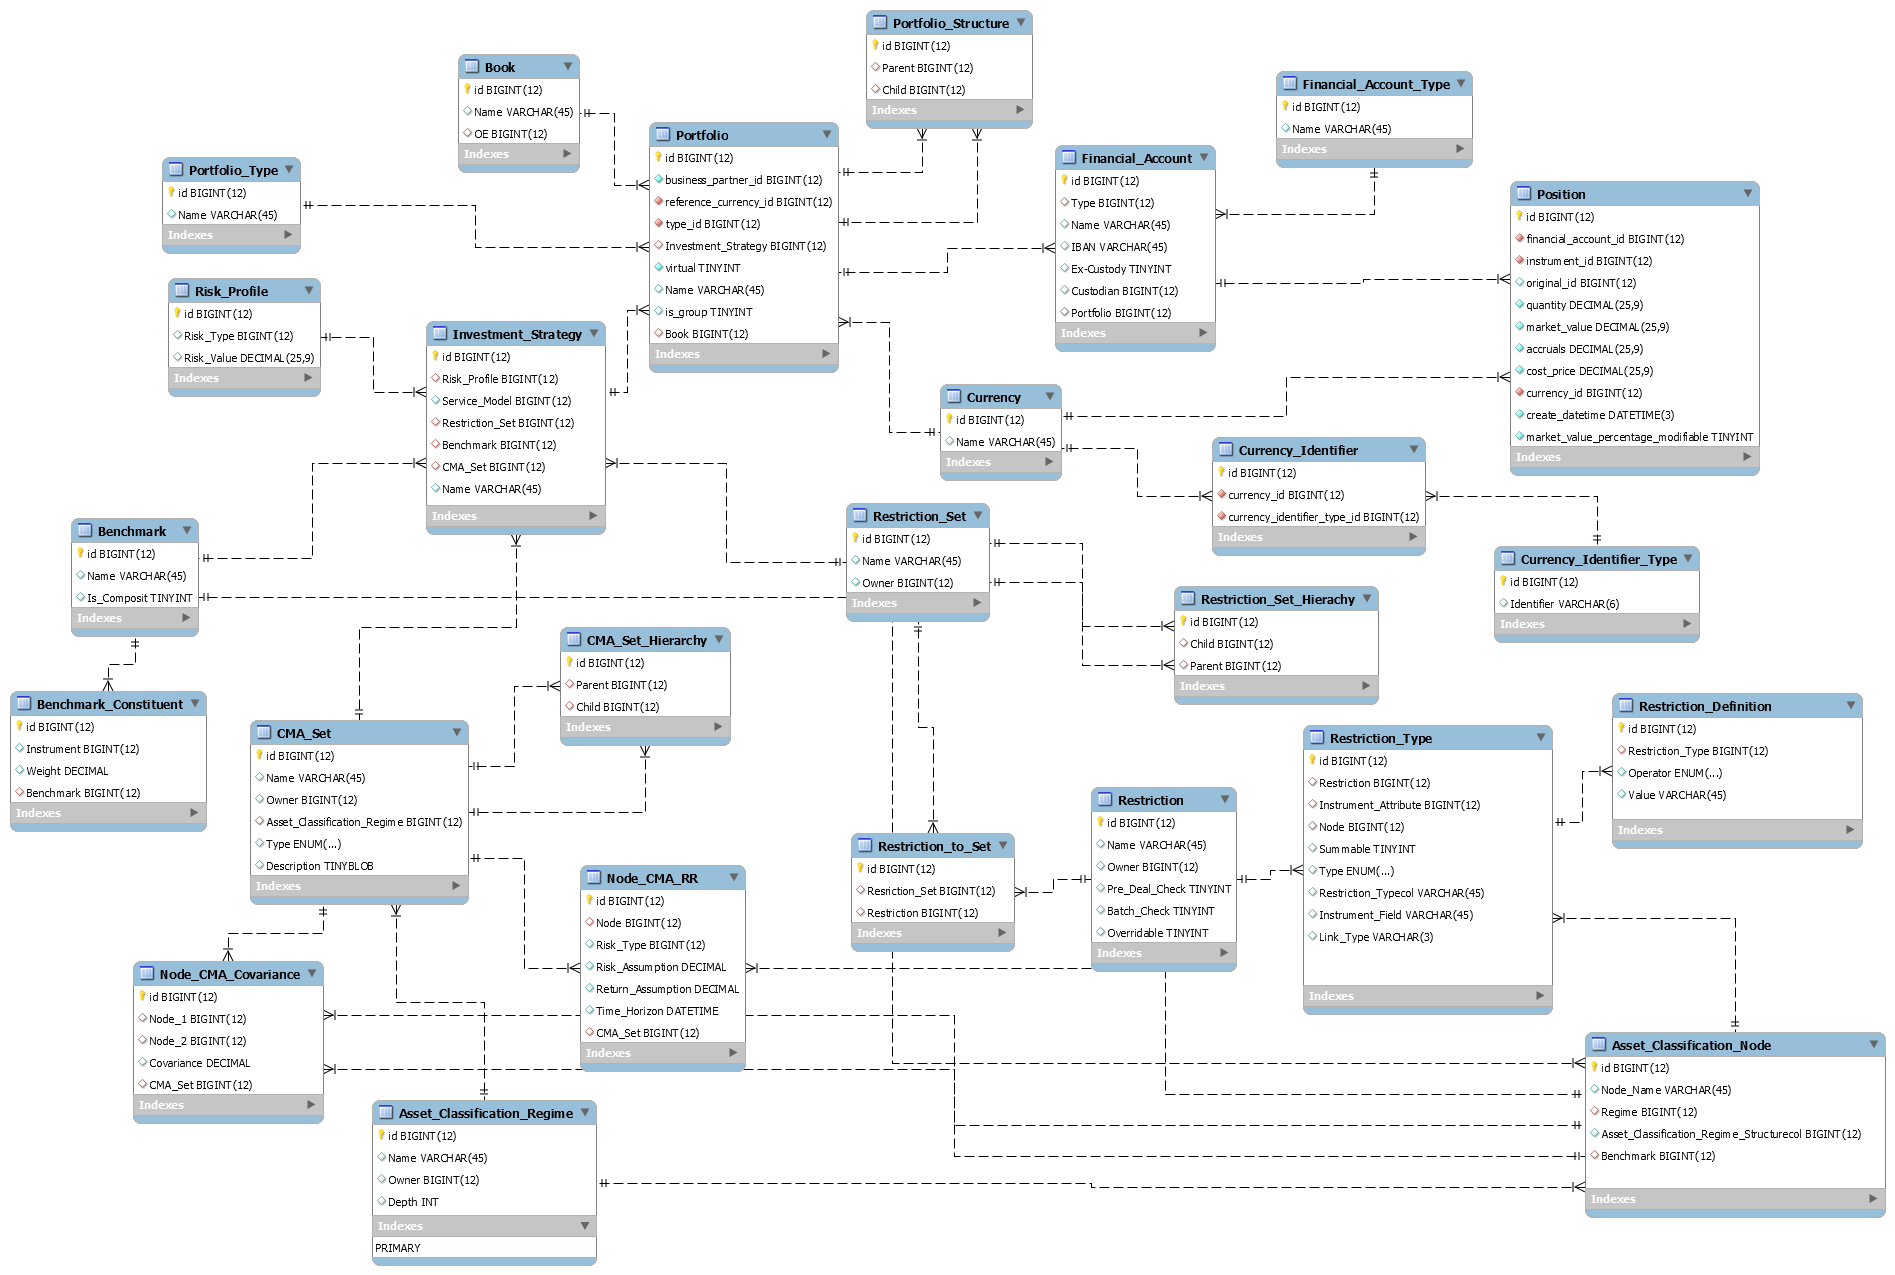 Portfolio_Structure
id BIGINT(12)
Parent BIGINT(12)
Child BIGINT(12)
Indexes
Book
id BIGINT(12)
Name VARCHAR(45)
OE BIGINT(12)
Indexes
Financial_Account_Type
id BIGINT(12)
Name VARCHAR(45)
Indexes
Portfolio
id BIGINT(12)
business_partner_id BIGINT(12)
reference_currency_id BIGINT(12)
type_id BIGINT(12)
Investment_Strategy BIGINT(12)
virtual TINYINT
Name VARCHAR(45)
is_group TINYINT
Book BIGINT(12)
Indexes
Financial_Account
id BIGINT(12)
Type BIGINT(12)
Name VARCHAR(45)
IBAN VARCHAR(45)
Ex-Custody TINYINT
Custodian BIGINT(12)
Portfolio BIGINT(12)
Indexes
Portfolio_Type
id BIGINT(12)
Name VARCHAR(45)
Indexes
Position
id BIGINT(12)
financial_account_id BIGINT(12)
instrument_id BIGINT(12)
original_id BIGINT(12)
quantity DECIMAL(25,9)
market_value DECIMAL(25,9)
accruals DECIMAL(25,9)
cost_price DECIMAL(25,9)
currency_id BIGINT(12)
create_datetime DATETIME(3)
market_value_percentage_modifiable TINYINT
Indexes
Risk_Profile
id BIGINT(12)
Risk_Type BIGINT(12)
Risk_Value DECIMAL(25,9)
Indexes
Investment_Strategy
id BIGINT(12)
Risk_Profile BIGINT(12)
Service_Model BIGINT(12)
Restriction_Set BIGINT(12)
Benchmark BIGINT(12)
CMA_Set BIGINT(12)
Name VARCHAR(45)
Indexes
Currency
id BIGINT(12)
Name VARCHAR(45)
Indexes
Currency_Identifier
id BIGINT(12)
currency_id BIGINT(12)
currency_identifier_type_id BIGINT(12)
Indexes
Restriction_Set
id BIGINT(12)
Name VARCHAR(45)
Owner BIGINT(12)
Indexes
Benchmark
id BIGINT(12)
Name VARCHAR(45)
Is_Composit TINYINT
Indexes
Currency_Identifier_Type
id BIGINT(12)
Identifier VARCHAR(6)
Indexes
Restriction_Set_Hierachy
id BIGINT(12)
Child BIGINT(12)
Parent BIGINT(12)
Indexes
CMA_Set_Hierarchy
id BIGINT(12)
Parent BIGINT(12)
Child BIGINT(12)
Indexes
Benchmark_Constituent
id BIGINT(12)
Instrument BIGINT(12)
Weight DECIMAL
Benchmark BIGINT(12)
Indexes
CMA_Set
id BIGINT(12)
Name VARCHAR(45)
Owner BIGINT(12)
Asset_Classification_Regime BIGINT(12)
Type ENUM(...)
Description TINYBLOB
Indexes
Restriction_Definition
id BIGINT(12)
Restriction_Type BIGINT(12)
Operator ENUM(...)
Value VARCHAR(45)
Indexes
Restriction_Type
id BIGINT(12)
Restriction BIGINT(12)
Instrument_Attribute BIGINT(12)
Node BIGINT(12)
Summable TINYINT
Type ENUM(...)
Restriction_Typecol VARCHAR(45)
Instrument_Field VARCHAR(45)
Link_Type VARCHAR(3)
Indexes
Restriction
id BIGINT(12)
Name VARCHAR(45)
Owner BIGINT(12)
Pre_Deal_Check TINYINT
Batch_Check TINYINT
Overridable TINYINT
Indexes
Restriction_to_Set
id BIGINT(12)
Resriction_Set BIGINT(12)
Restriction BIGINT(12)
Indexes
Node_CMA_RR
id BIGINT(12)
Node BIGINT(12)
Risk_Type BIGINT(12)
Risk_Assumption DECIMAL
Return_Assumption DECIMAL
Time_Horizon DATETIME
CMA_Set BIGINT(12)
Indexes
Node_CMA_Covariance
id BIGINT(12)
Node_1 BIGINT(12)
Node_2 BIGINT(12)
Covariance DECIMAL
CMA_Set BIGINT(12)
Indexes
Asset_Classification_Node
id BIGINT(12)
Node_Name VARCHAR(45)
Regime BIGINT(12)
Asset_Classification_Regime_Structurecol BIGINT(12)
Benchmark BIGINT(12)
Indexes
Asset_Classification_Regime
id BIGINT(12)
Name VARCHAR(45)
Owner BIGINT(12)
Depth INT
Indexes
PRIMARY